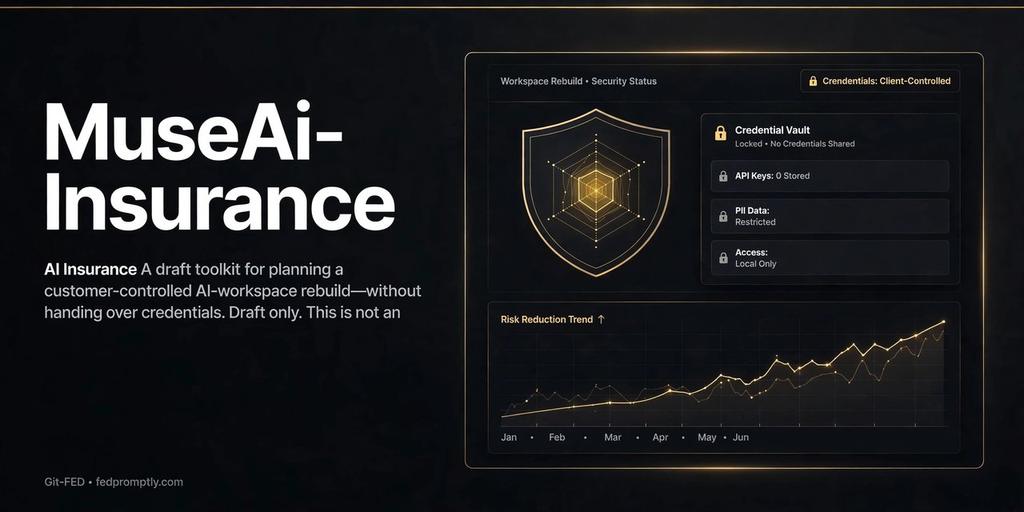 MuseAi-
Insurance
AI Insurance A draft toolkit for planning a
customer-controlled AI-workspace rebuild—without
handing over credentials. Draft only. This is not an
Git-FED • fedpromptly.com
Workspace Rebuild • Security Status
Crendentials: Client-Controlled
Credential Vault
Locked • No Credentials Shared
API Keys: 0 Stored
PII Data:
Restricted
Access:
Local Only
Risk Reduction Trend ↑
Jan • Feb • Mar • Apr • May • Jun